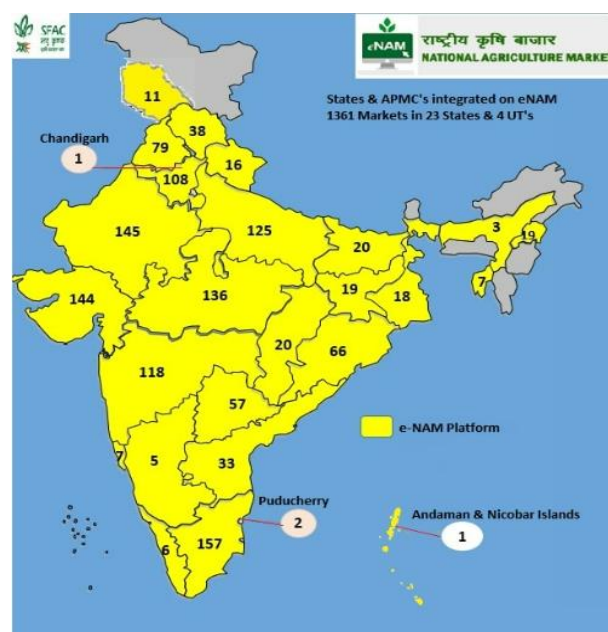 SFAC
eNAM
राष्ट्रीय कृषि बाजार
NATIONAL AGRICULTURE MARKE
States & APMC's integrated on eNAM
1361 Markets in 23 States & 4 UT's
11
38
Chandigarh
1
79
16
108
145
125
3
19
20
144
136
19
18
7
20
66
118
57
e-NAM Platform
7
5
33
Puducherry
2
Andaman & Nicobar Islands
1
6
157